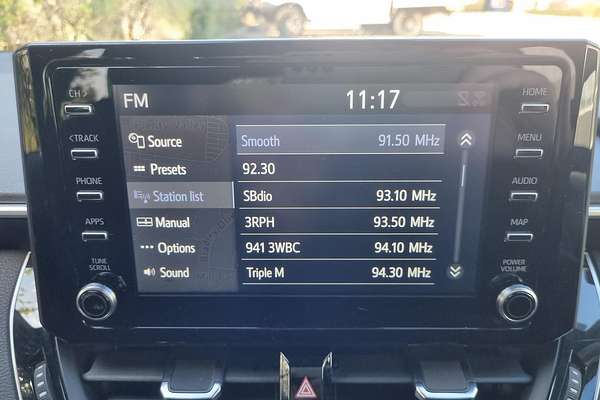 FM 11:17
CH >
< TRACK
PHONE
APPS
TUNE
SCROLL
Source
Presets
Station list
Manual
Options
Sound
Smooth 91.50 MHz
92.30
SBdio 93.10 MHz
3RPH 93.50 MHz
941 3WBC 94.10 MHz
Triple M 94.30 MHz
HOME
MENU
AUDIO
MAP
POWER
VOLUME